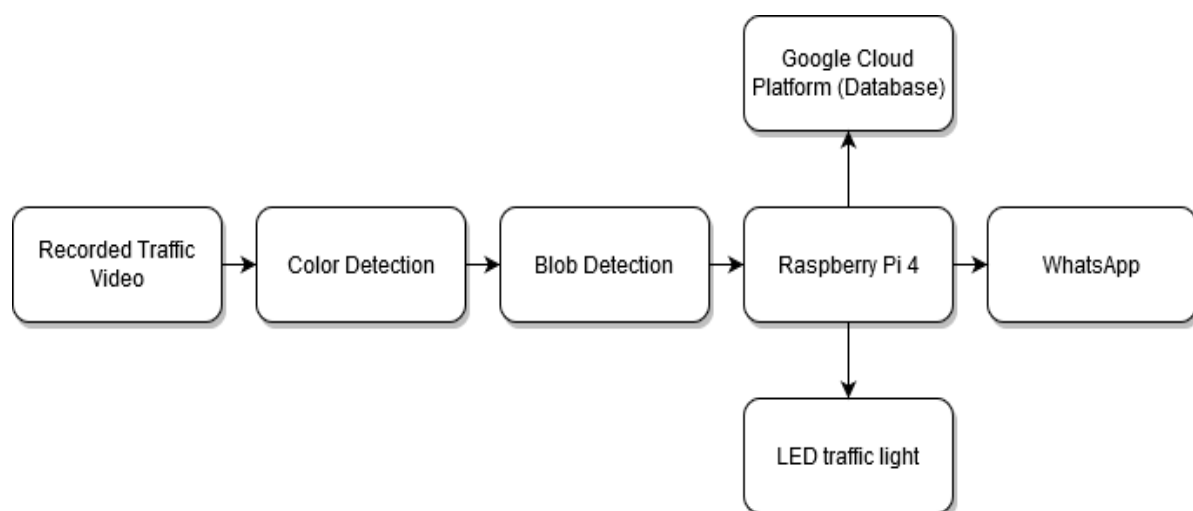 Google Cloud
Platform (Database)
Recorded Traffic
Video
Color Detection
Blob Detection
Raspberry Pi 4
WhatsApp
LED traffic light